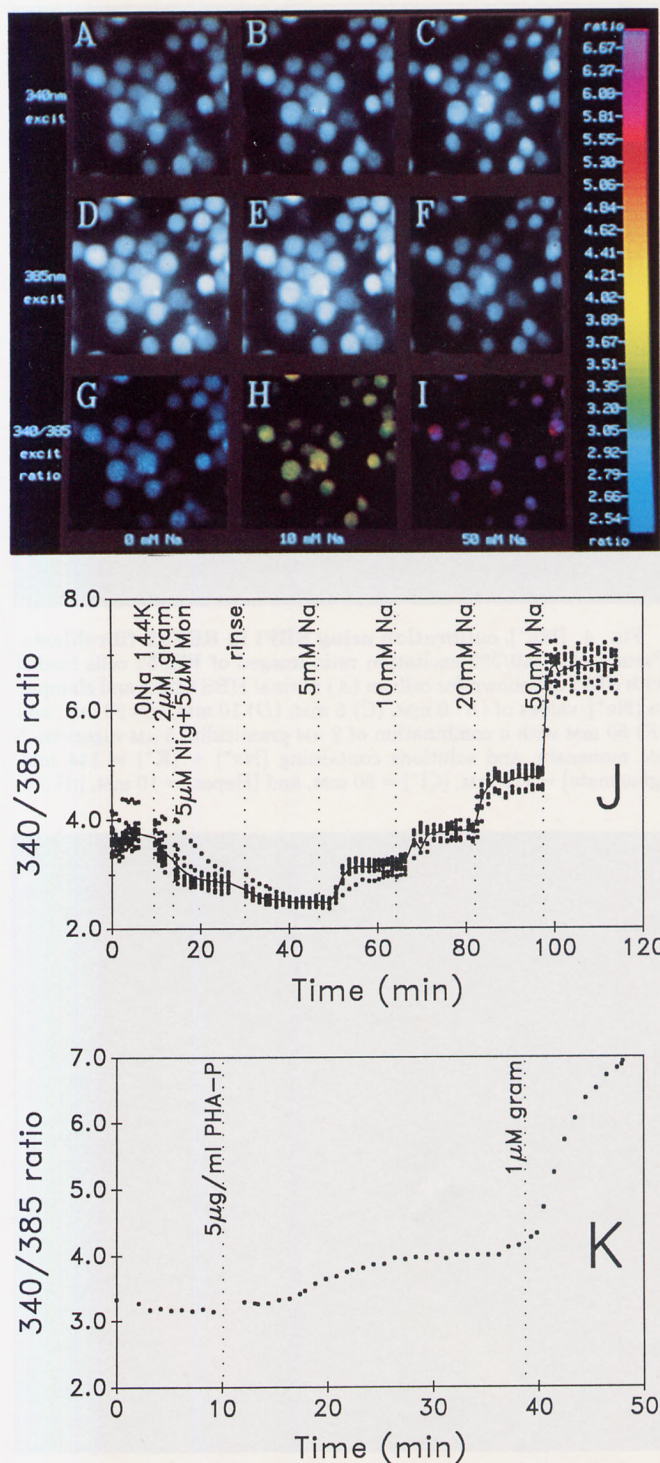 A B C
340nm
excit
D E F
385nm
excit
G H I
340/385
excit
ratio
0 mM Na 10 mM Na 50 mM Na
ratio
6.67
6.37
6.08
5.81
5.55
5.30
5.06
4.84
4.62
4.41
4.21
4.02
3.89
3.67
3.51
3.35
3.20
3.05
2.92
2.79
2.66
2.54
ratio
340/385 ratio
8.0
6.0
4.0
2.0
0Na 144K
2μM gram
5μM Nig+5μM Mon
rinse
5mM Na
10mM Na
20mM Na
50mM Na
J
0 20 40 60 80 100 120
Time (min)
340/385 ratio
7.0
6.0
5.0
4.0
3.0
2.0
5μg/ml PHA-P
1μM gram
K
0 10 20 30 40 50
Time (min)